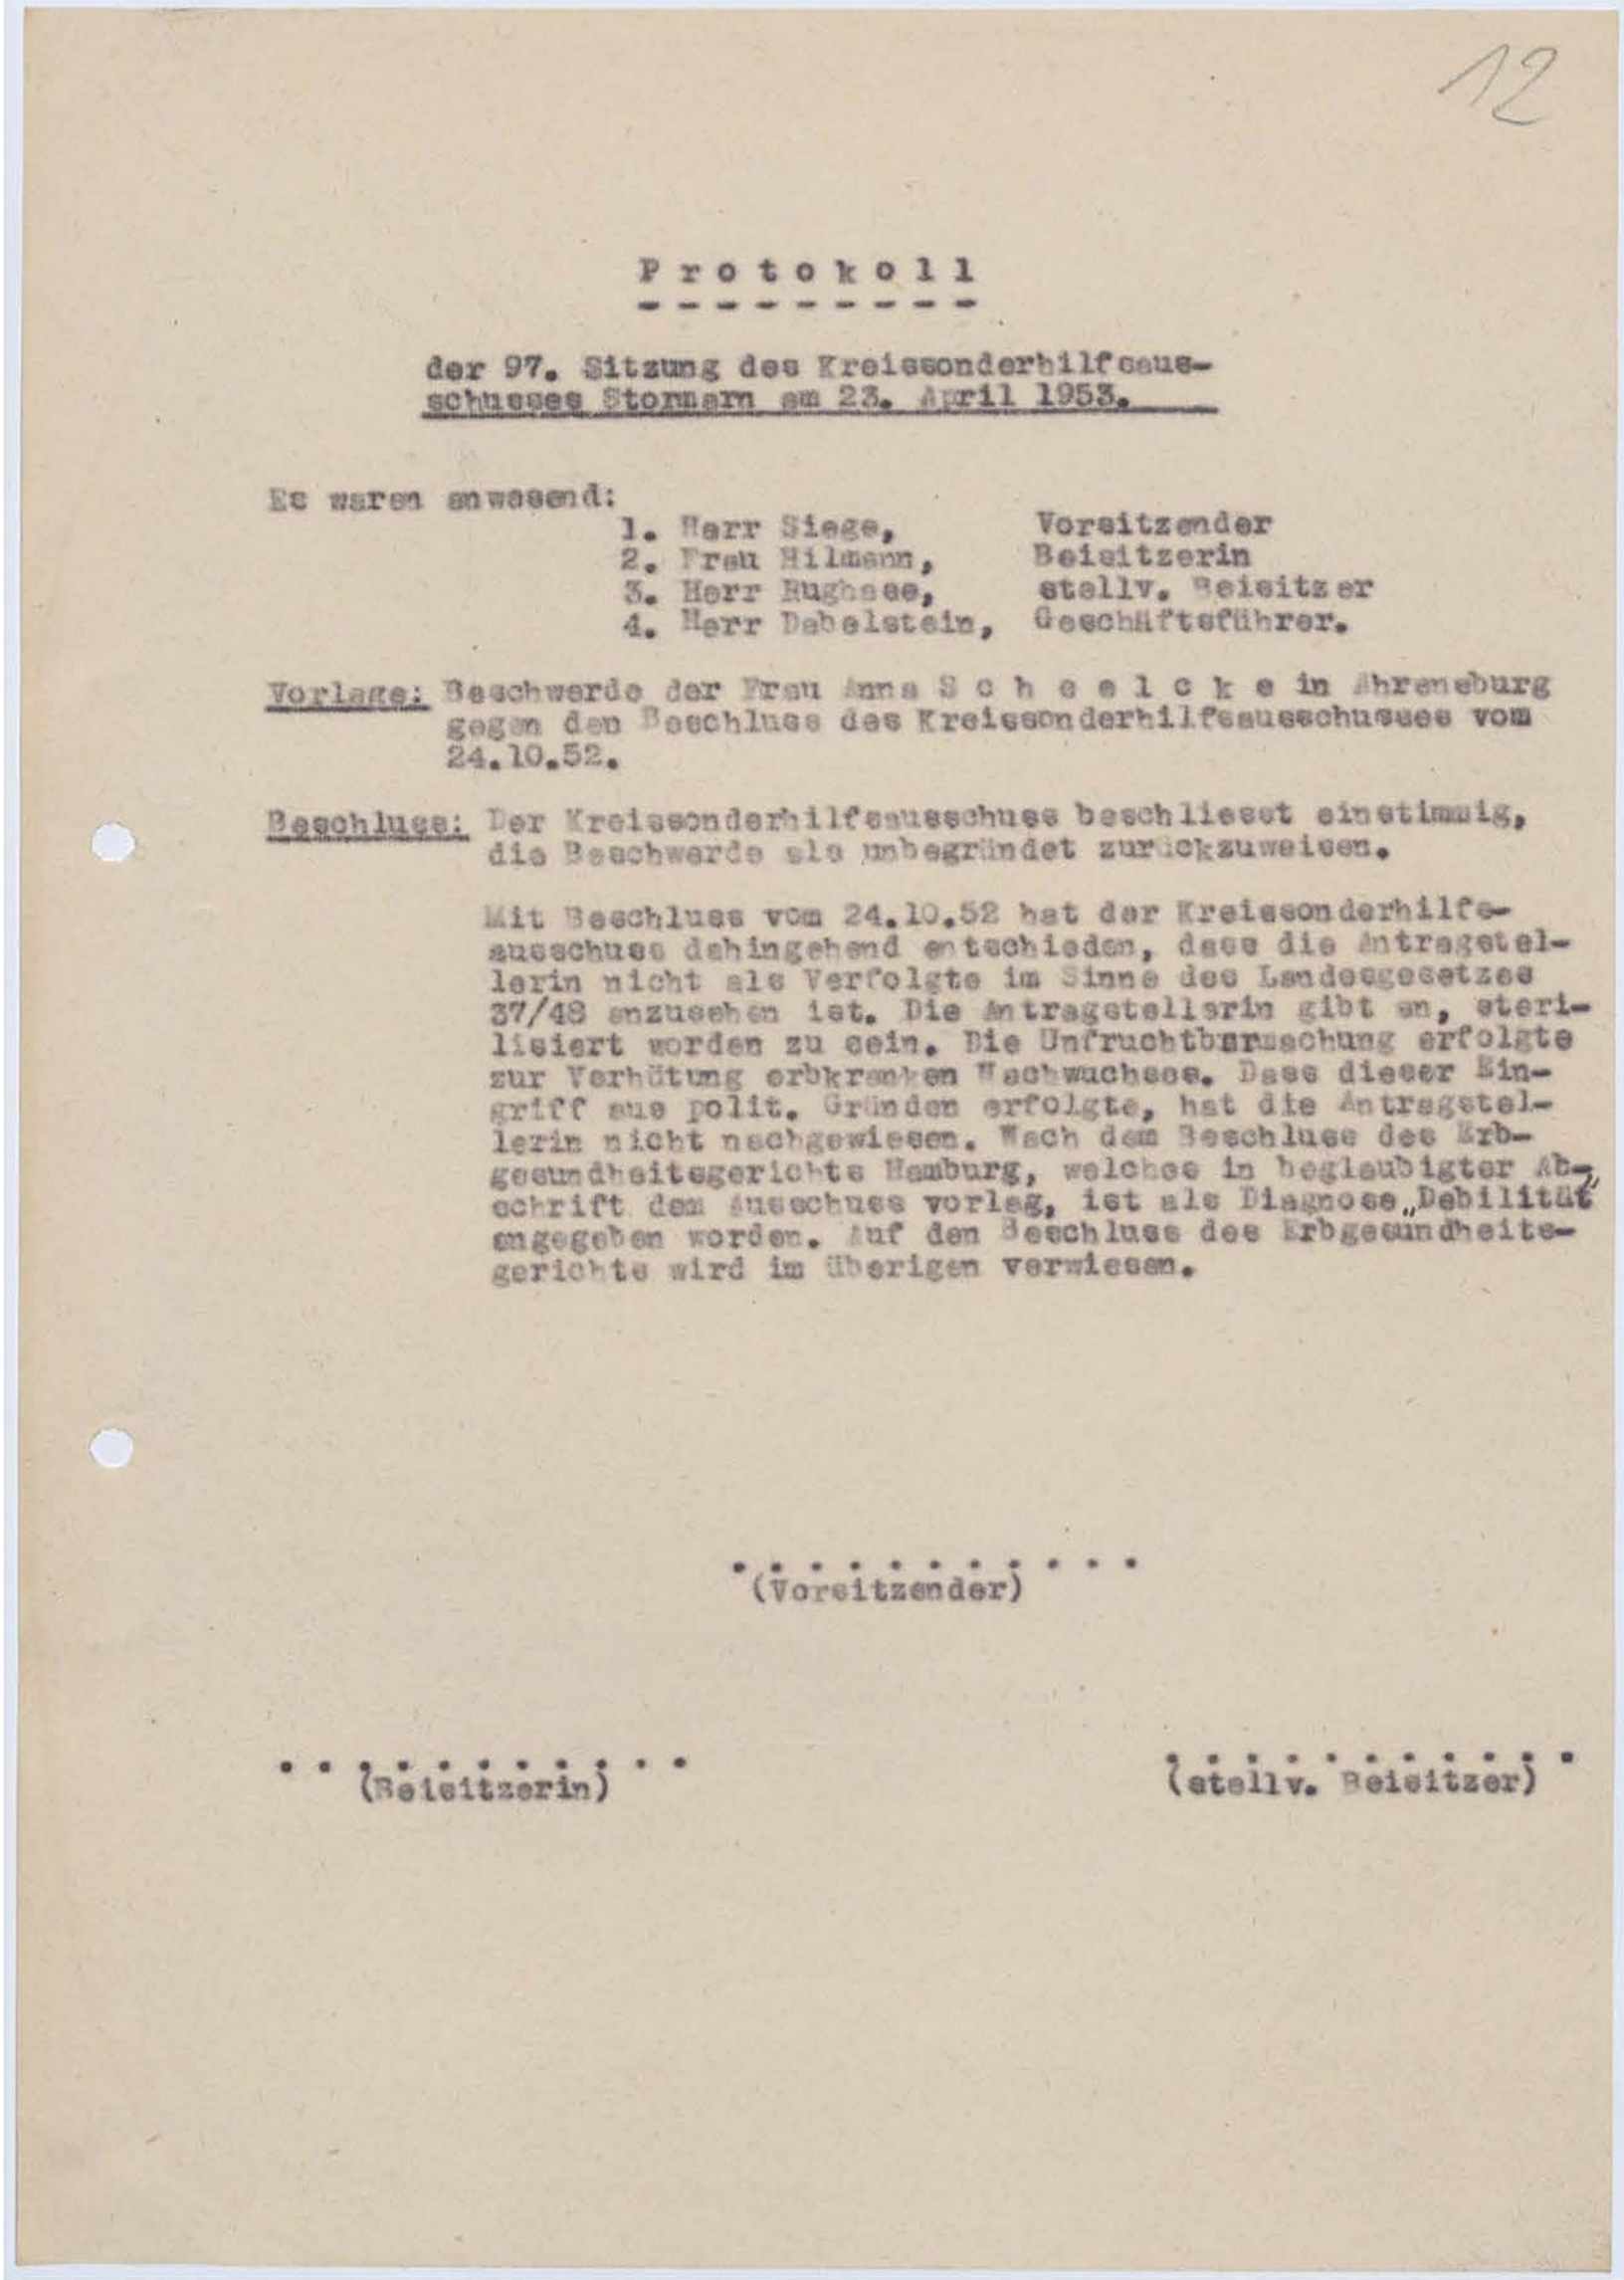 12
P r o t o k o l l
- - - - - - - - -
der 97. Sitzung des Kreissonderhilfsaus-
schusses Stormarn am 23. April 1953.
Es waren anwesend:
1. Herr Siege, Vorsitzender
2. Frau Hilmann, Beisitzerin
3. Herr Hughase, stellv. Beisitzer
4. Herr Dabelstein, Geschäftsführer.
Vorlage: Beschwerde der Frau Anna S c h e e l c k e in Ahrensburg
gegen den Beschluss des Kreissonderhilfsausschusses vom
24.10.52.
Beschluss: Der Kreissonderhilfsausschuss beschliesst einstimmig,
die Beschwerde als unbegründet zurückzuweisen.
Mit Beschluss vom 24.10.52 hat der Kreissonderhilfs-
ausschuss dahingehend entschieden, dass die Antragstel-
lerin nicht als Verfolgte im Sinne des Landesgesetzes
37/48 anzusehen ist. Die Antragstellerin gibt an, steri-
lisiert worden zu sein. Die Unfruchtbarmachung erfolgte
zur Verhütung erbkranken Nachwuchses. Dass dieser Ein-
griff aus polit. Gründen erfolgte, hat die Antragstel-
lerin nicht nachgewiesen. Nach dem Beschluss des Erb-
gesundheitsgerichts Hamburg, welches in beglaubigter Ab-
schrift dem Ausschuss vorlag, ist als Diagnose „Debilität"
angegeben worden. Auf den Beschluss des Erbgesundheits-
gerichts wird im überigen verwiesen.
. . . . . . . . . . .
(Vorsitzender)
. . . . . . . . . . . . . . . . . . . . . .
(Beisitzerin) (stellv. Beisitzer)